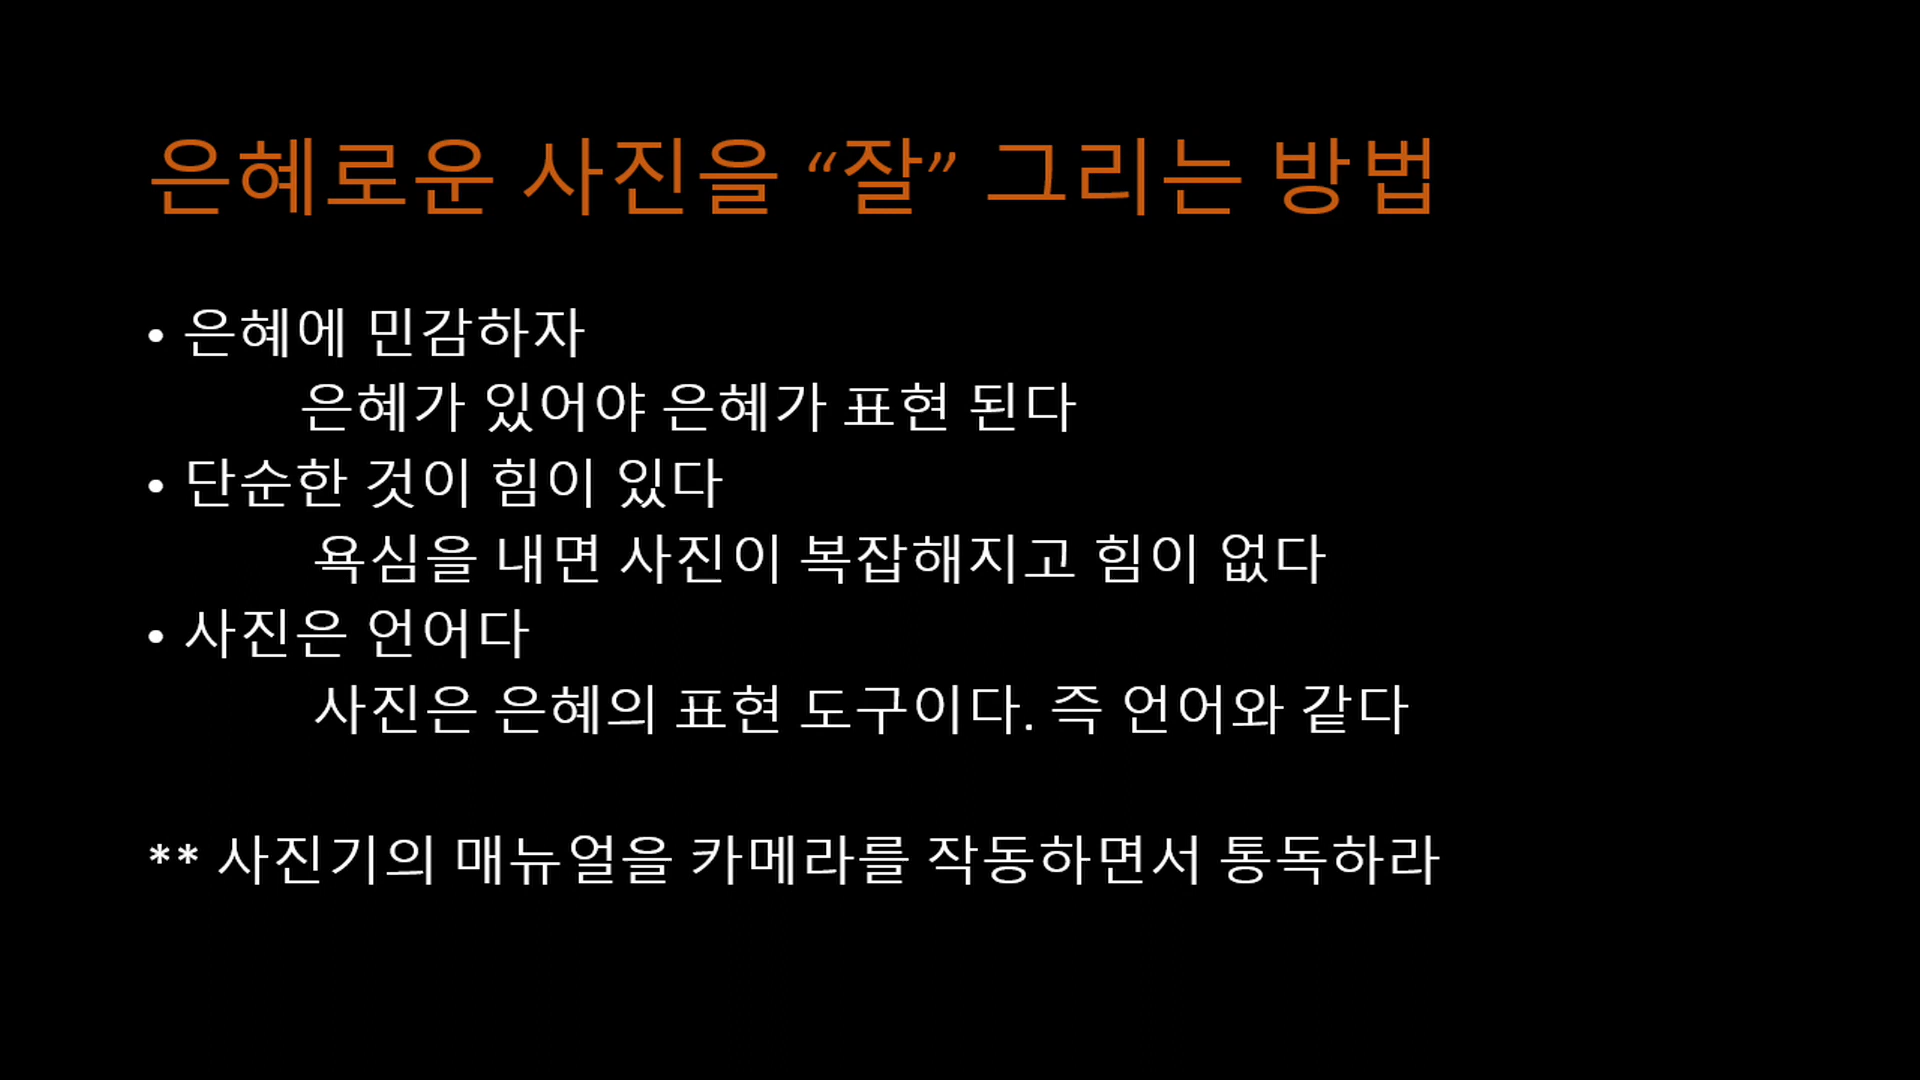 은혜로운 사진을 “잘” 그리는 방법
• 은혜에 민감하자
은혜가 있어야 은혜가 표현 된다
• 단순한 것이 힘이 있다
욕심을 내면 사진이 복잡해지고 힘이 없다
• 사진은 언어다
사진은 은혜의 표현 도구이다. 즉 언어와 같다
** 사진기의 매뉴얼을 카메라를 작동하면서 통독하라